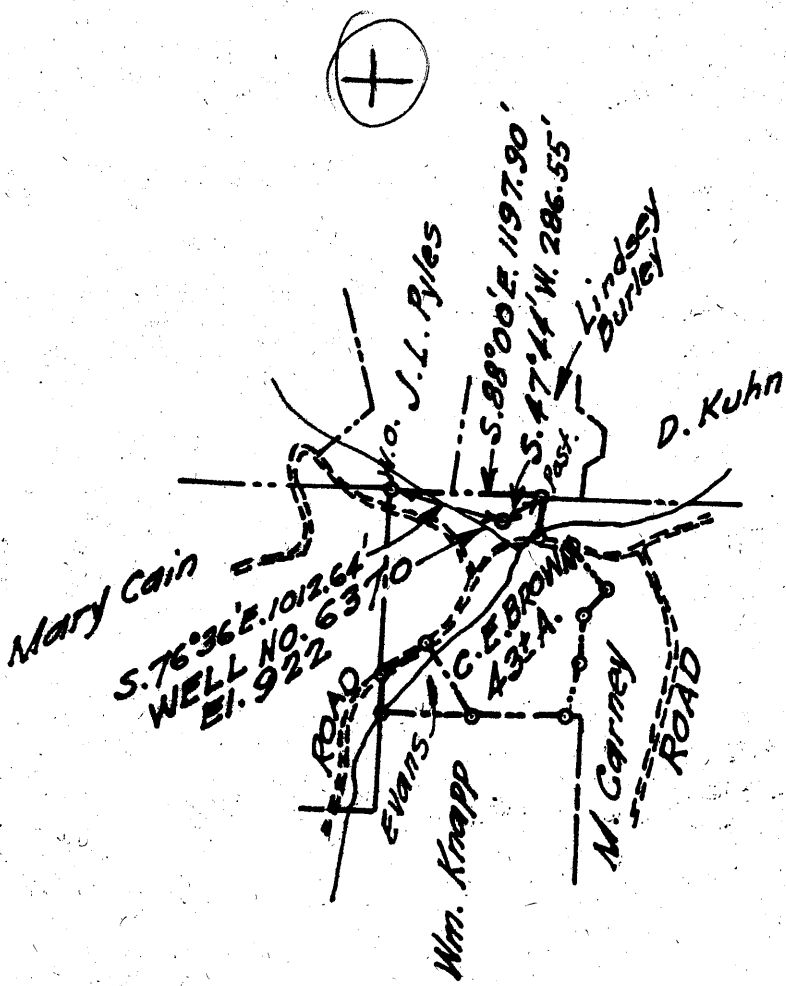 S.88°00'E. 1197.90'
S.47°44'W. 286.55'
J.L. Pyles
Lindsey
Burley
D. Kuhn
W.O.
Post.
Mary Cain
S.76°36'E.1012.64'
WELL NO. 6370
El. 922
C.E.BROWN
43±A.
ROAD
Evans
Wm. Knapp
M. Carney
ROAD